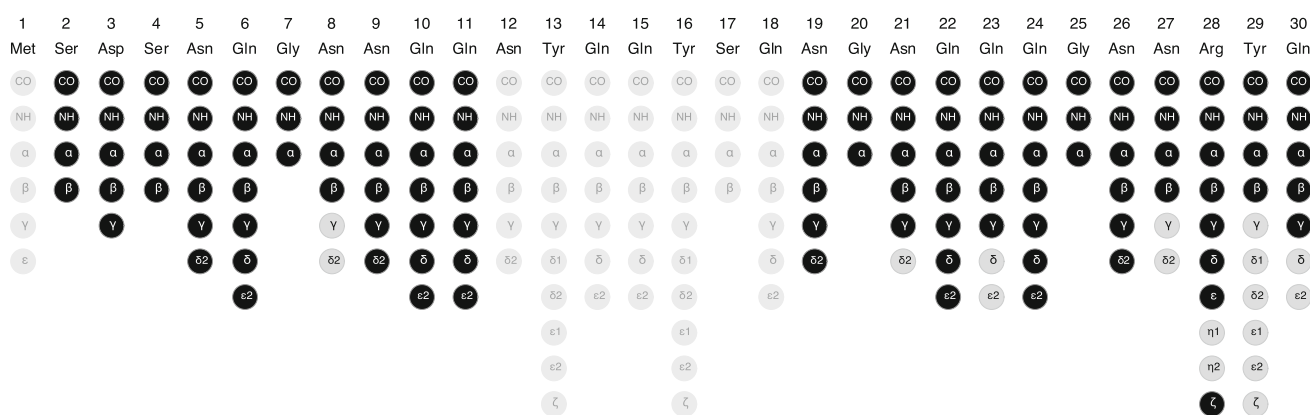 1 2 3 4 5 6 7 8 9 10 11 12 13 14 15 16 17 18 19 20 21 22 23 24 25 26 27 28 29 30
Met Ser Asp Ser Asn Gln Gly Asn Asn Gln Gln Asn Tyr Gln Gln Tyr Ser Gln Asn Gly Asn Gln Gln Gln Gly Asn Asn Arg Tyr Gln
CO CO CO CO CO CO CO CO CO CO CO CO CO CO CO CO CO CO CO CO CO CO CO CO CO CO CO CO CO CO
NH NH NH NH NH NH NH NH NH NH NH NH NH NH NH NH NH NH NH NH NH NH NH NH NH NH NH NH NH NH
α α α α α α α α α α α α α α α α α α α α α α α α α α α α α α
β β β β β β β β β β β β β β β β β β β β β β β β β β β
γ γ γ γ γ γ γ γ γ γ γ γ γ γ γ γ γ γ γ γ γ γ γ γ
ε δ2 δ δ2 δ2 δ δ δ2 δ1 δ δ δ1 δ δ2 δ2 δ δ δ δ2 δ2 δ δ1 δ
ε2 ε2 ε2 δ2 ε2 ε2 δ2 ε2 ε2 ε2 ε2 ε δ2 ε2
ε1 ε1 η1 ε1
ε2 ε2 η2 ε2
ζ ζ ζ ζ